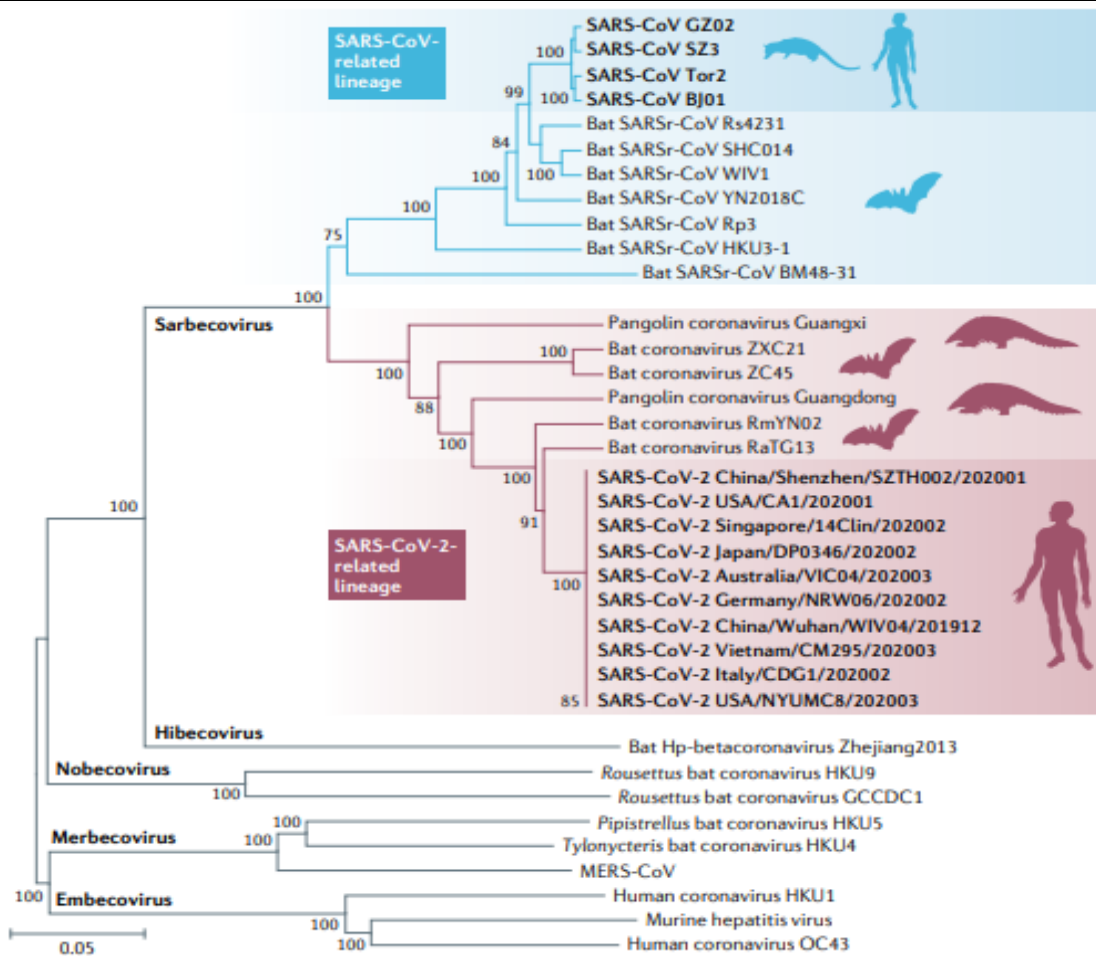 SARS-CoV-
related
lineage
SARS-CoV GZ02
SARS-CoV SZ3
SARS-CoV Tor2
SARS-CoV BJ01
Bat SARSr-CoV Rs4231
Bat SARSr-CoV SHC014
Bat SARSr-CoV WIV1
Bat SARSr-CoV YN2018C
Bat SARSr-CoV Rp3
Bat SARSr-CoV HKU3-1
Bat SARSr-CoV BM48-31
100
100
99
84
100
100
100
75
100
Sarbecovirus
Pangolin coronavirus Guangxi
Bat coronavirus ZXC21
Bat coronavirus ZC45
Pangolin coronavirus Guangdong
Bat coronavirus RmYN02
Bat coronavirus RaTG13
100
100
88
100
100
91
100
85
SARS-CoV-2-
related
lineage
SARS-CoV-2 China/Shenzhen/SZTH002/202001
SARS-CoV-2 USA/CA1/202001
SARS-CoV-2 Singapore/14Clin/202002
SARS-CoV-2 Japan/DP0346/202002
SARS-CoV-2 Australia/VIC04/202003
SARS-CoV-2 Germany/NRW06/202002
SARS-CoV-2 China/Wuhan/WIV04/201912
SARS-CoV-2 Vietnam/CM295/202003
SARS-CoV-2 Italy/CDG1/202002
SARS-CoV-2 USA/NYUMC8/202003
100
Hibecovirus
Bat Hp-betacoronavirus Zhejiang2013
Nobecovirus
100
Rousettus bat coronavirus HKU9
Rousettus bat coronavirus GCCDC1
Merbecovirus
100
100
Pipistrellus bat coronavirus HKU5
Tylonycteris bat coronavirus HKU4
MERS-CoV
100
Embecovirus
100
100
Human coronavirus HKU1
Murine hepatitis virus
Human coronavirus OC43
0.05